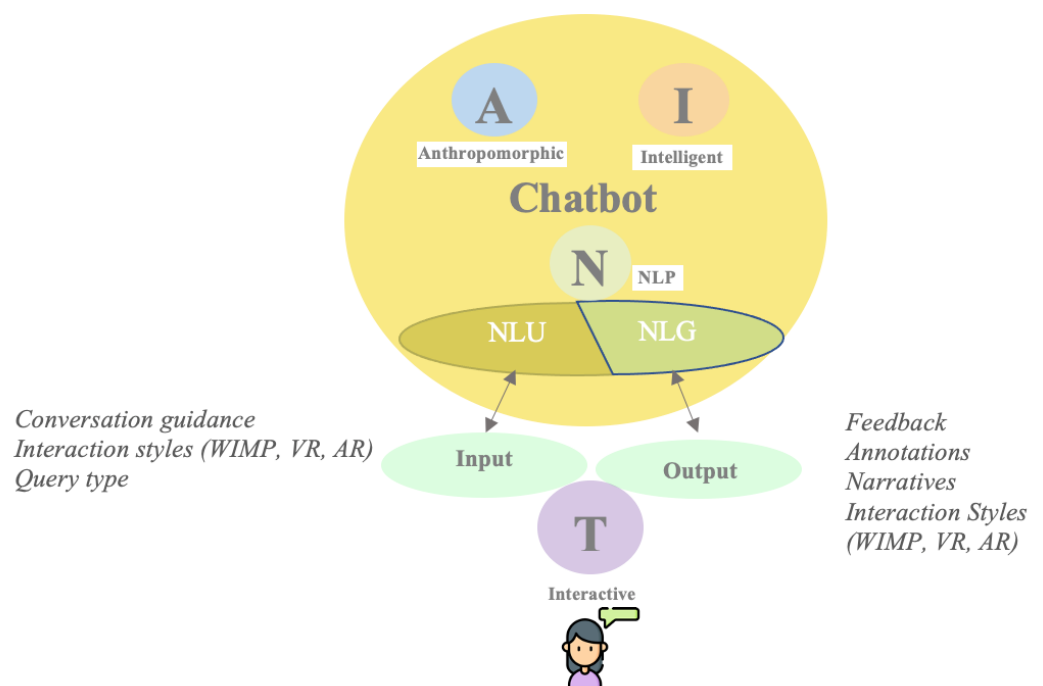 A
I
Anthropomorphic
Intelligent
Chatbot
N
NLP
NLU
NLG
Conversation guidance
Interaction styles (WIMP, VR, AR)
Query type
Input
Output
Feedback
Annotations
Narratives
Interaction Styles
(WIMP, VR, AR)
T
Interactive